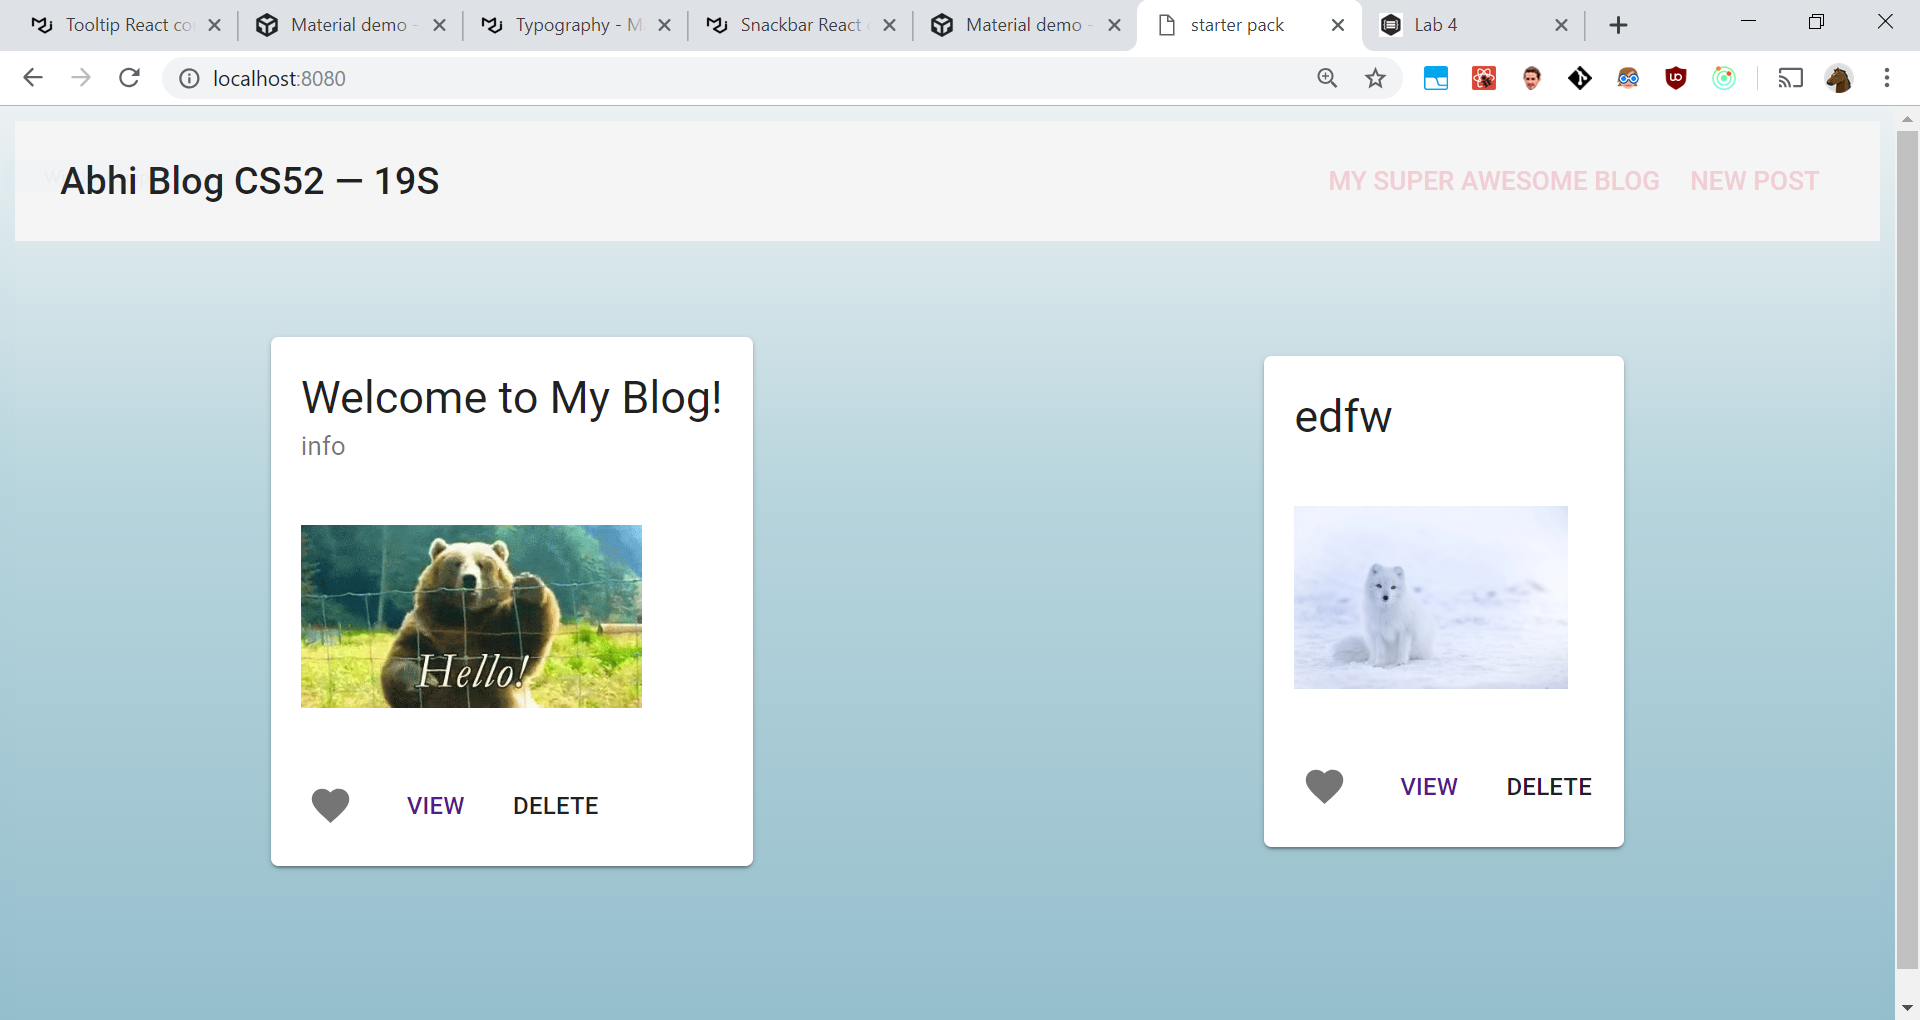 Tooltip React co
Material demo -
Typography - M
Snackbar React
Material demo -
starter pack
Lab 4
localhost:8080
Abhi Blog CS52 — 19S
MY SUPER AWESOME BLOG
NEW POST
Welcome to My Blog!
info
Hello!
VIEW
DELETE
edfw
VIEW
DELETE